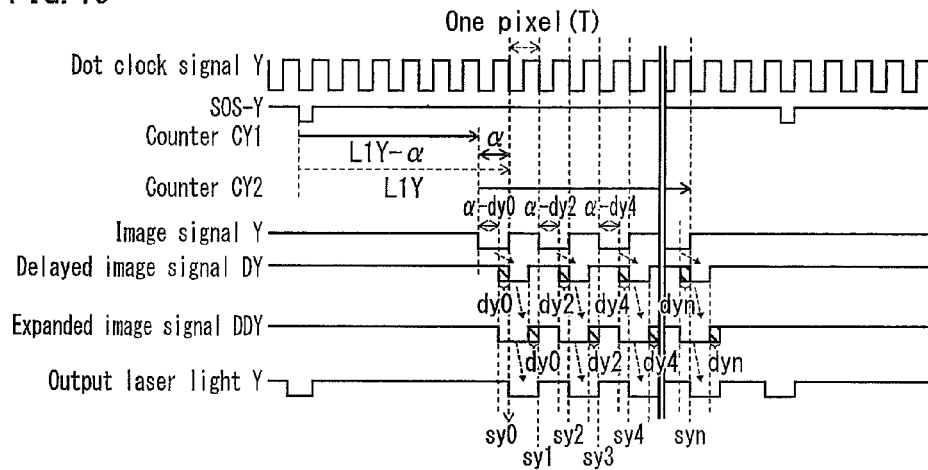 One pixel(T)
Dot clock signal Y
SOS-Y
Counter CY1
α
L1Y-α
L1Y
Counter CY2
α-dy0 α-dy2 α-dy4
Image signal Y
Delayed image signal DY
dy0 dy2 dy4 dyn
Expanded image signal DDY
dy0 dy2 dy4 dyn
Output laser light Y
sy0 sy2 sy4 syn
sy1 sy3